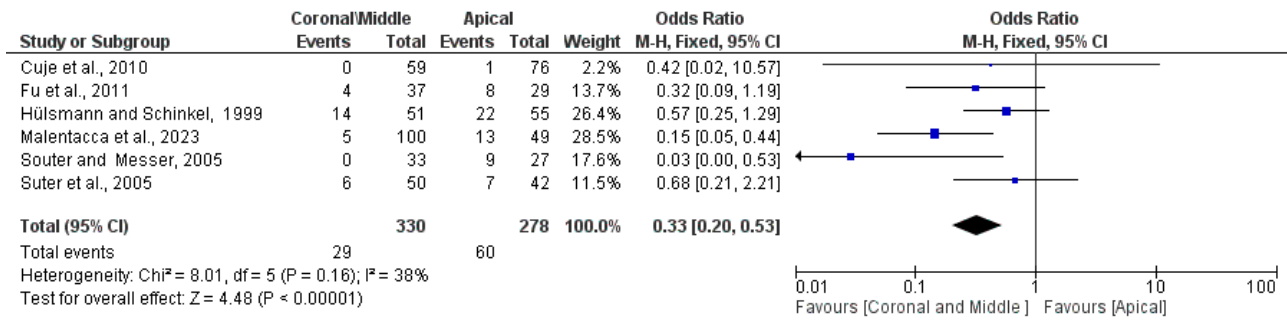 Coronal\Middle Apical Odds Ratio Odds Ratio
Study or Subgroup Events Total Events Total Weight M-H, Fixed, 95% CI M-H, Fixed, 95% CI
Cuje et al., 2010 0 59 1 76 2.2% 0.42 [0.02, 10.57]
Fu et al., 2011 4 37 8 29 13.7% 0.32 [0.09, 1.19]
Hülsmann and Schinkel, 1999 14 51 22 55 26.4% 0.57 [0.25, 1.29]
Malentacca et al., 2023 5 100 13 49 28.5% 0.15 [0.05, 0.44]
Souter and Messer, 2005 0 33 9 27 17.6% 0.03 [0.00, 0.53]
Suter et al., 2005 6 50 7 42 11.5% 0.68 [0.21, 2.21]
Total (95% CI) 330 278 100.0% 0.33 [0.20, 0.53]
Total events 29 60
Heterogeneity: Chi² = 8.01, df = 5 (P = 0.16); I² = 38%
Test for overall effect: Z = 4.48 (P < 0.00001)
0.01 0.1 1 10 100
Favours [Coronal and Middle ] Favours [Apical]